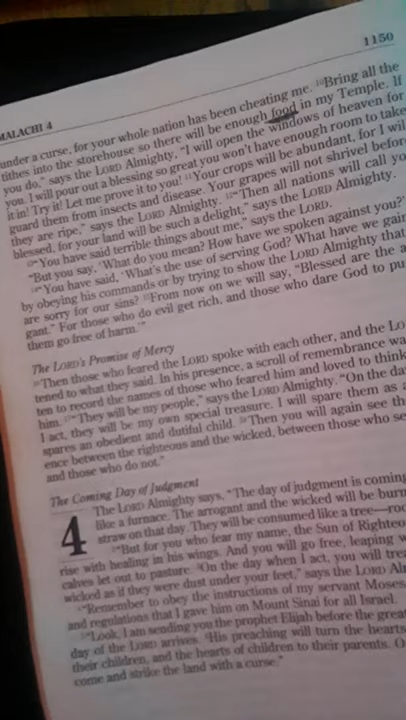 1150
MALACHI 4
under a curse, for your whole nation has been cheating me. ¹⁰Bring all the
tithes into the storehouse so there will be enough food in my Temple. If
you do," says the LORD Almighty, "I will open the windows of heaven for
you. I will pour out a blessing so great you won't have enough room to take
it in! Try it! Let me prove it to you! ¹¹Your crops will be abundant, for I wil
guard them from insects and disease. Your grapes will not shrivel before
they are ripe," says the LORD Almighty. ¹²"Then all nations will call yo
blessed, for your land will be such a delight," says the LORD Almighty.
¹³"You have said terrible things about me," says the LORD.
"But you say, 'What do you mean? How have we spoken against you?'
¹⁴"You have said, 'What's the use of serving God? What have we gain
by obeying his commands or by trying to show the LORD Almighty that
are sorry for our sins? ¹⁵From now on we will say, "Blessed are the a
gant." For those who do evil get rich, and those who dare God to pu
them go free of harm.'"
The LORD's Promise of Mercy
¹⁶Then those who feared the LORD spoke with each other, and the Lo
tened to what they said. In his presence, a scroll of remembrance wa
ten to record the names of those who feared him and loved to think
him. ¹⁷"They will be my people," says the LORD Almighty. "On the da
I act, they will be my own special treasure. I will spare them as a
spares an obedient and dutiful child. ¹⁸Then you will again see th
ence between the righteous and the wicked, between those who se
and those who do not."
The Coming Day of Judgment
4 The LORD Almighty says, "The day of judgment is coming
like a furnace. The arrogant and the wicked will be burn
straw on that day. They will be consumed like a tree—roo
²"But for you who fear my name, the Sun of Righteo
rise with healing in his wings. And you will go free, leaping w
calves let out to pasture. ³On the day when I act, you will trea
wicked as if they were dust under your feet," says the LORD Al
⁴"Remember to obey the instructions of my servant Moses
and regulations that I gave him on Mount Sinai for all Israel.
⁵"Look, I am sending you the prophet Elijah before the great
day of the LORD arrives. ⁶His preaching will turn the hearts
their children, and the hearts of children to their parents. O
come and strike the land with a curse."